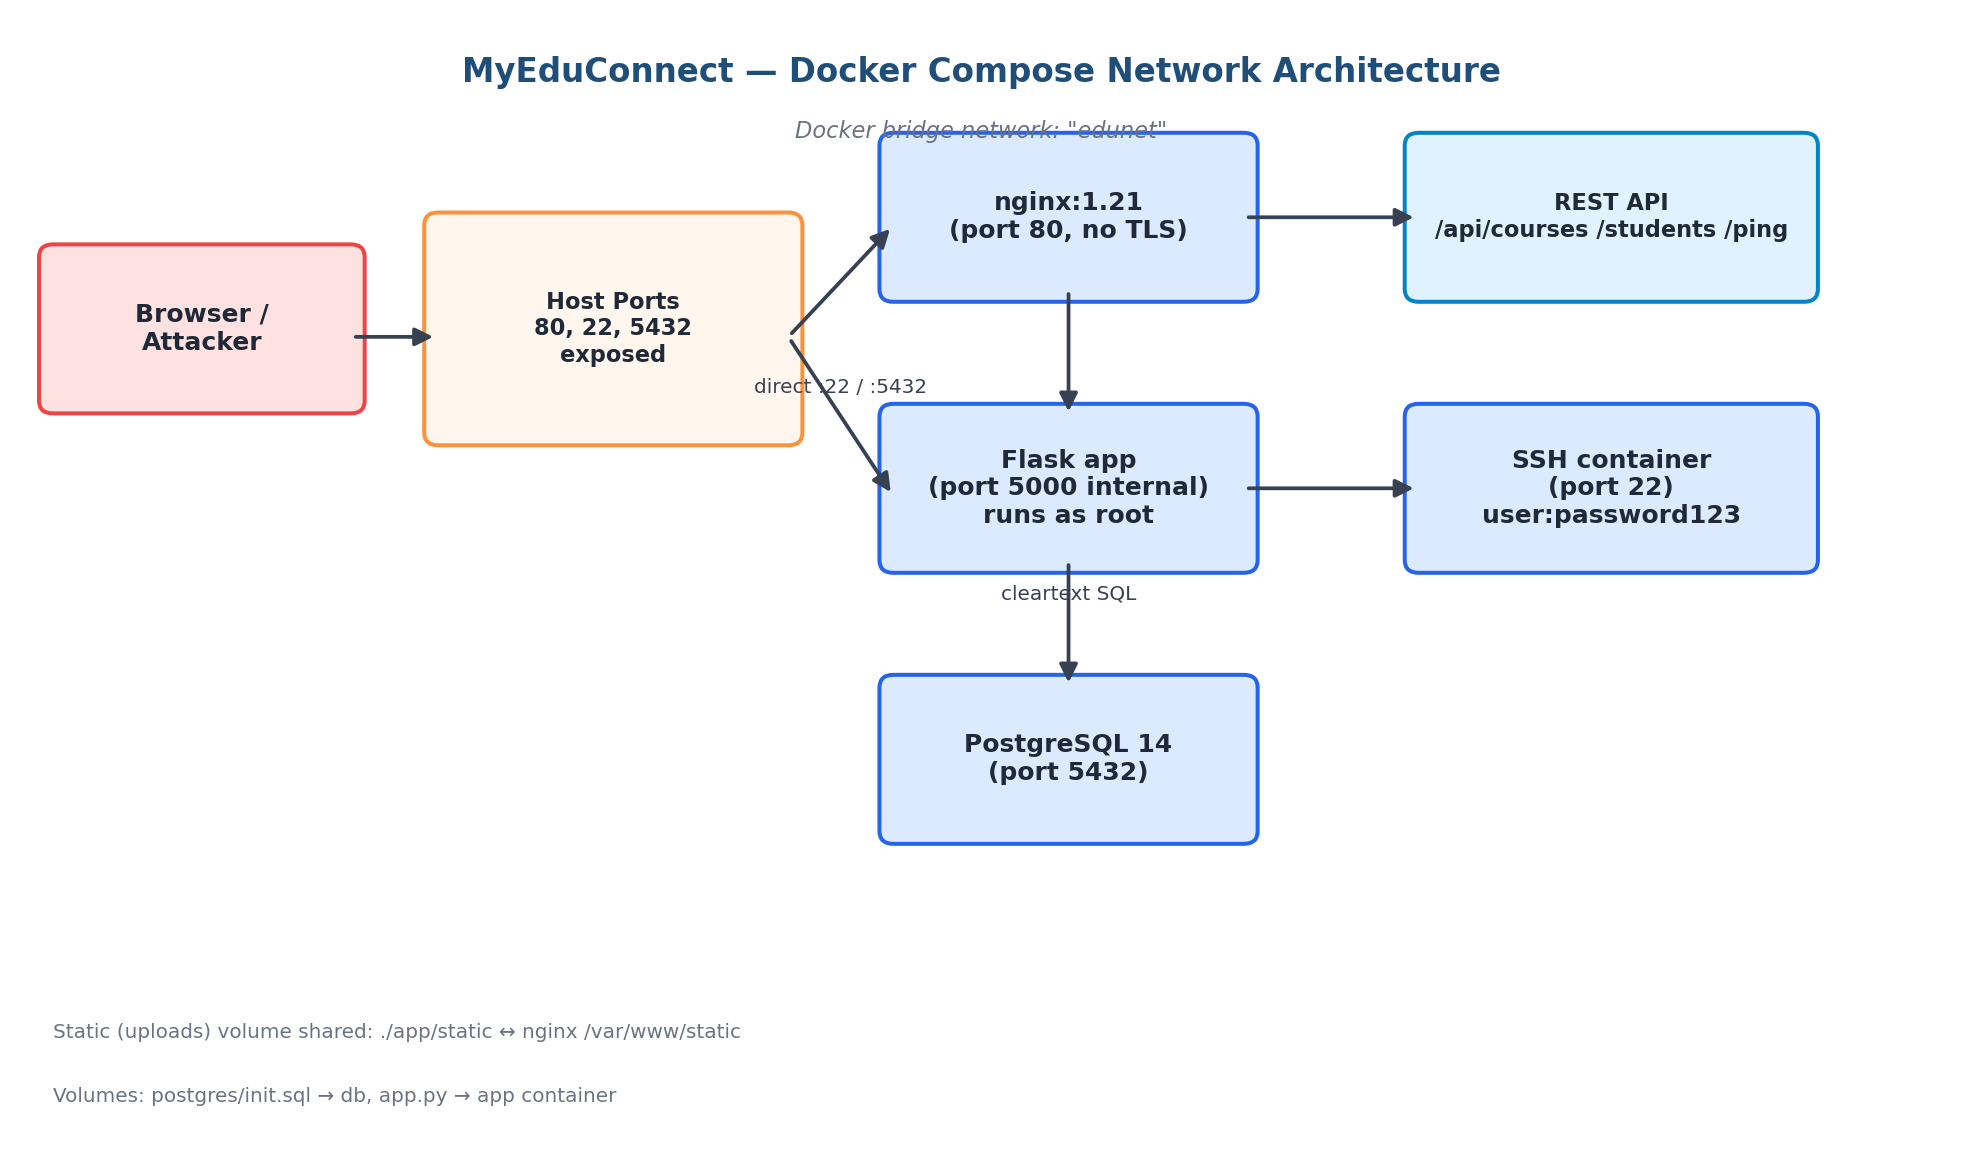 MyEduConnect — Docker Compose Network Architecture
Docker bridge network: "edunet"
Browser /
Attacker
Host Ports
80, 22, 5432
exposed
nginx:1.21
(port 80, no TLS)
REST API
/api/courses /students /ping
direct :22 / :5432
Flask app
(port 5000 internal)
runs as root
SSH container
(port 22)
user:password123
cleartext SQL
PostgreSQL 14
(port 5432)
Static (uploads) volume shared: ./app/static ↔ nginx /var/www/static
Volumes: postgres/init.sql → db, app.py → app container